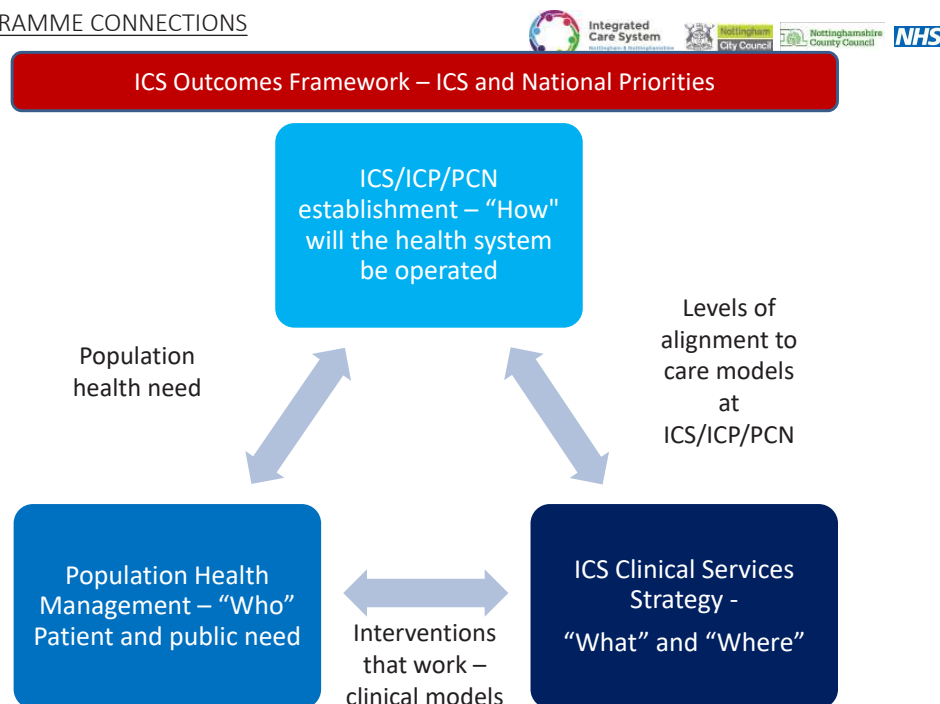 RAMME CONNECTIONS
Integrated
Care System
Nottingham & Nottinghamshire
Nottingham
City Council
Nottinghamshire
County Council
NHS
ICS Outcomes Framework – ICS and National Priorities
ICS/ICP/PCN
establishment – “How"
will the health system
be operated
Population
health need
Levels of
alignment to
care models
at
ICS/ICP/PCN
Population Health
Management – “Who”
Patient and public need
Interventions
that work –
clinical models
ICS Clinical Services
Strategy -
“What” and “Where”